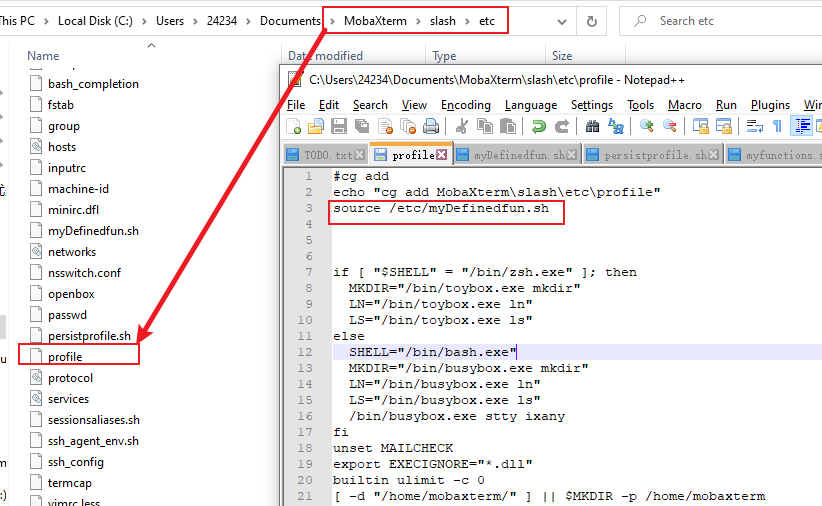 This PC > Local Disk (C:) > Users > 24234 > Documents > MobaXterm > slash > etc
Search etc
Name
Date modified
Type
Size
bash_completion
fstab
group
hosts
inputrc
machine-id
minirc.dfl
myDefinedfun.sh
networks
nsswitch.conf
openbox
passwd
persistprofile.sh
profile
protocol
services
sessionsaliases.sh
ssh_agent_env.sh
ssh_config
termcap
vimrc.less
C:\Users\24234\Documents\MobaXterm\slash\etc\profile - Notepad++
File Edit Search View Encoding Language Settings Tools Macro Run Plugins Win
TODO.txt profile myDefinedfun.sh persistprofile.sh myfunctions.s
1 #cg add
2 echo "cg add MobaXterm\slash\etc\profile"
3 source /etc/myDefinedfun.sh
4
5
6
7 if [ "$SHELL" = "/bin/zsh.exe" ]; then
8 MKDIR="/bin/toybox.exe mkdir"
9 LN="/bin/toybox.exe ln"
10 LS="/bin/toybox.exe ls"
11 else
12 SHELL="/bin/bash.exe"
13 MKDIR="/bin/busybox.exe mkdir"
14 LN="/bin/busybox.exe ln"
15 LS="/bin/busybox.exe ls"
16 /bin/busybox.exe stty ixany
17 fi
18 unset MAILCHECK
19 export EXECIGNORE="*.dll"
20 builtin ulimit -c 0
21 [ -d "/home/mobaxterm/" ] || $MKDIR -p /home/mobaxterm